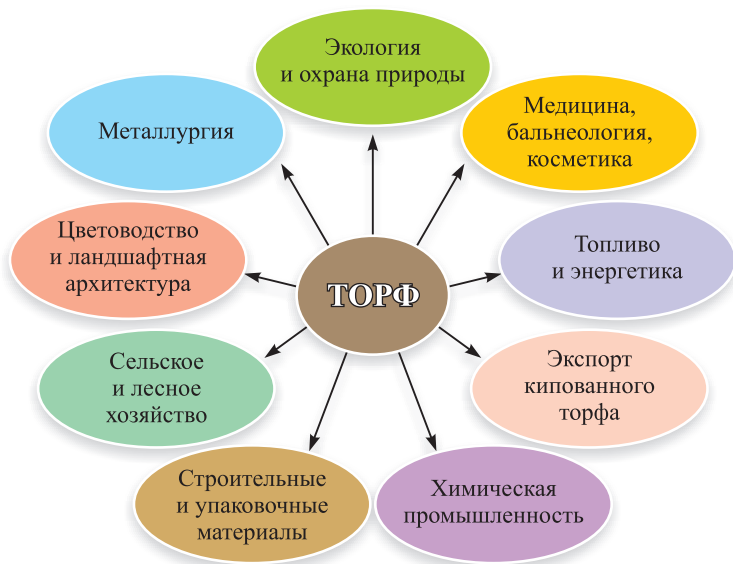 Экология
и охрана природы
Медицина,
бальнеология,
косметика
Металлургия
Цветоводство
и ландшафтная
архитектура
Топливо
и энергетика
ТОРФ
Сельское
и лесное
хозяйство
Экспорт
кипованного
торфа
Строительные
и упаковочные
материалы
Химическая
промышленность